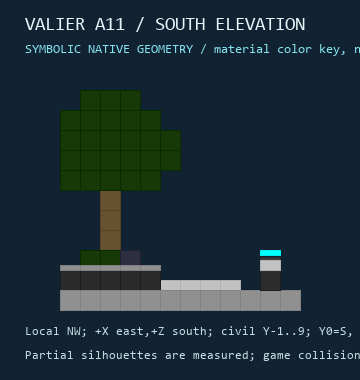 VALIER A11 / SOUTH ELEVATION
SYMBOLIC NATIVE GEOMETRY / material color key, n
Local NW; +X east,+Z south; civil Y-1..9; Y0=S,
Partial silhouettes are measured; game collision